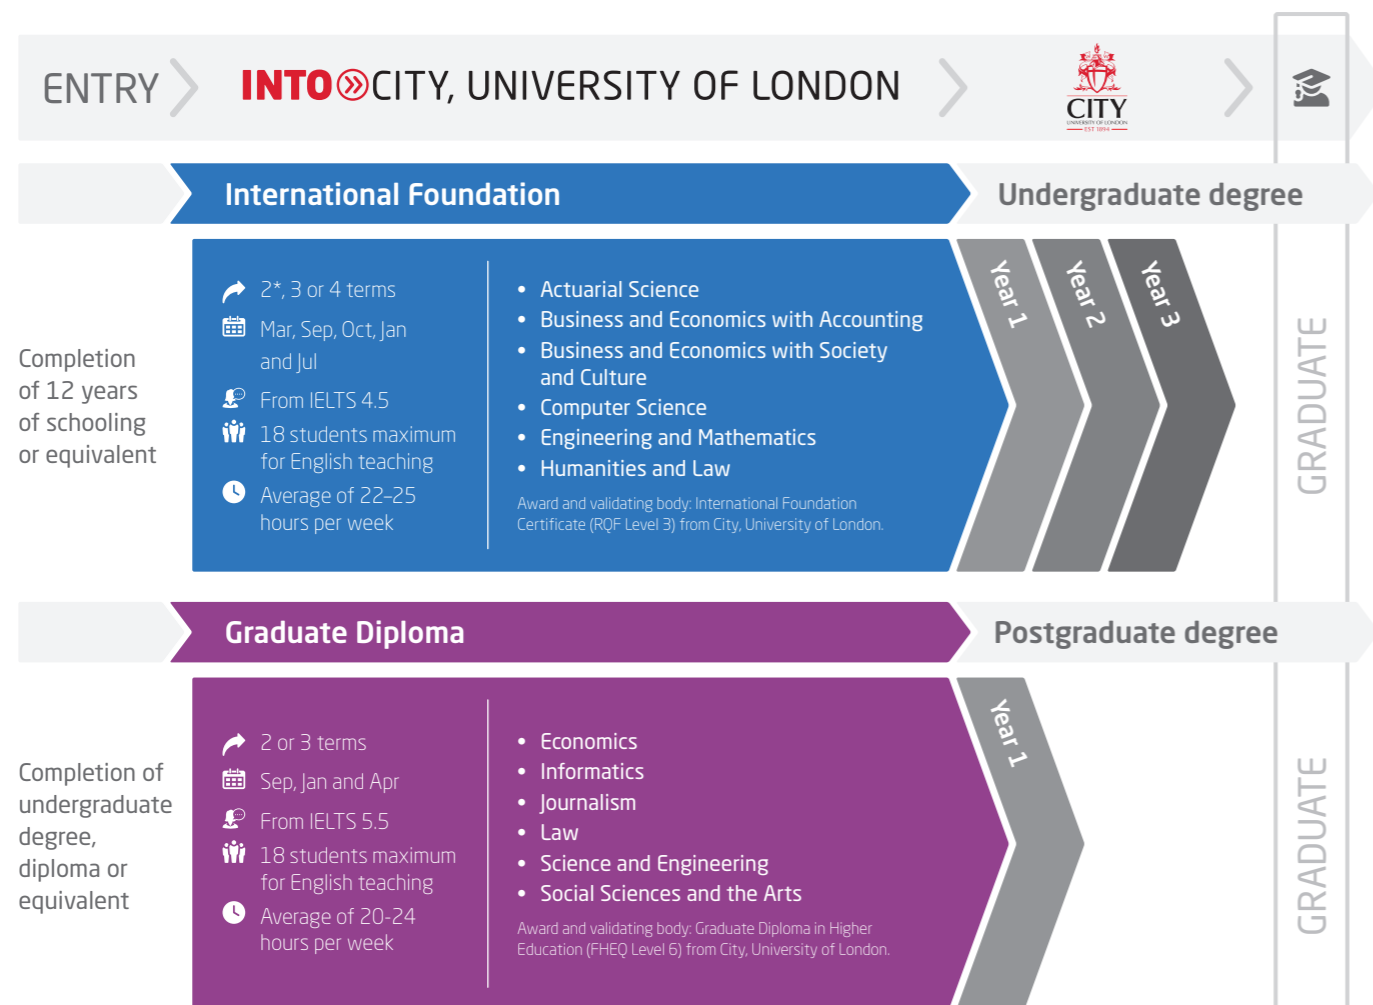 ENTRY
INTO CITY, UNIVERSITY OF LONDON
CITY
UNIVERSITY OF LONDON
EST 1894
International Foundation
Undergraduate degree
Completion
of 12 years
of schooling
or equivalent
2*, 3 or 4 terms
Mar, Sep, Oct, Jan
and Jul
From IELTS 4.5
18 students maximum
for English teaching
Average of 22–25
hours per week
• Actuarial Science
• Business and Economics with Accounting
• Business and Economics with Society
and Culture
• Computer Science
• Engineering and Mathematics
• Humanities and Law
Award and validating body: International Foundation
Certificate (RQF Level 3) from City, University of London.
Year 1
Year 2
Year 3
GRADUATE
Graduate Diploma
Postgraduate degree
Completion of
undergraduate
degree,
diploma or
equivalent
2 or 3 terms
Sep, Jan and Apr
From IELTS 5.5
18 students maximum
for English teaching
Average of 20-24
hours per week
• Economics
• Informatics
• Journalism
• Law
• Science and Engineering
• Social Sciences and the Arts
Award and validating body: Graduate Diploma in Higher
Education (FHEQ Level 6) from City, University of London.
Year 1
GRADUATE